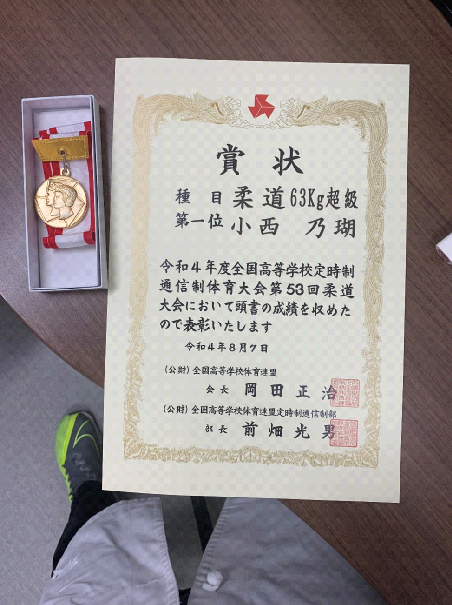 賞状
種目 柔道 63Kg超級
第一位 小西 乃瑚
令和4年度全国高等学校定時制
通信制体育大会第53回柔道
大会において頭書の成績を収めた
ので表彰いたします
令和4年8月7日
(公財)全国高等学校体育連盟
会長 岡田正治
(公財)全国高等学校体育連盟定時制通信制部
部長 前畑光男